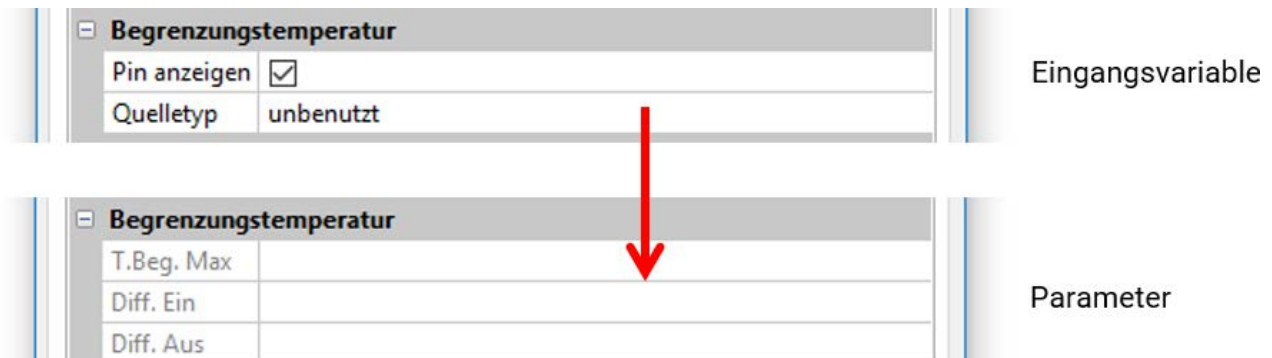 Begrenzungstemperatur
Pin anzeigen
Eingangsvariable
Quelletyp unbenutzt
Begrenzungstemperatur
T.Beg. Max
Diff. Ein
Parameter
Diff. Aus